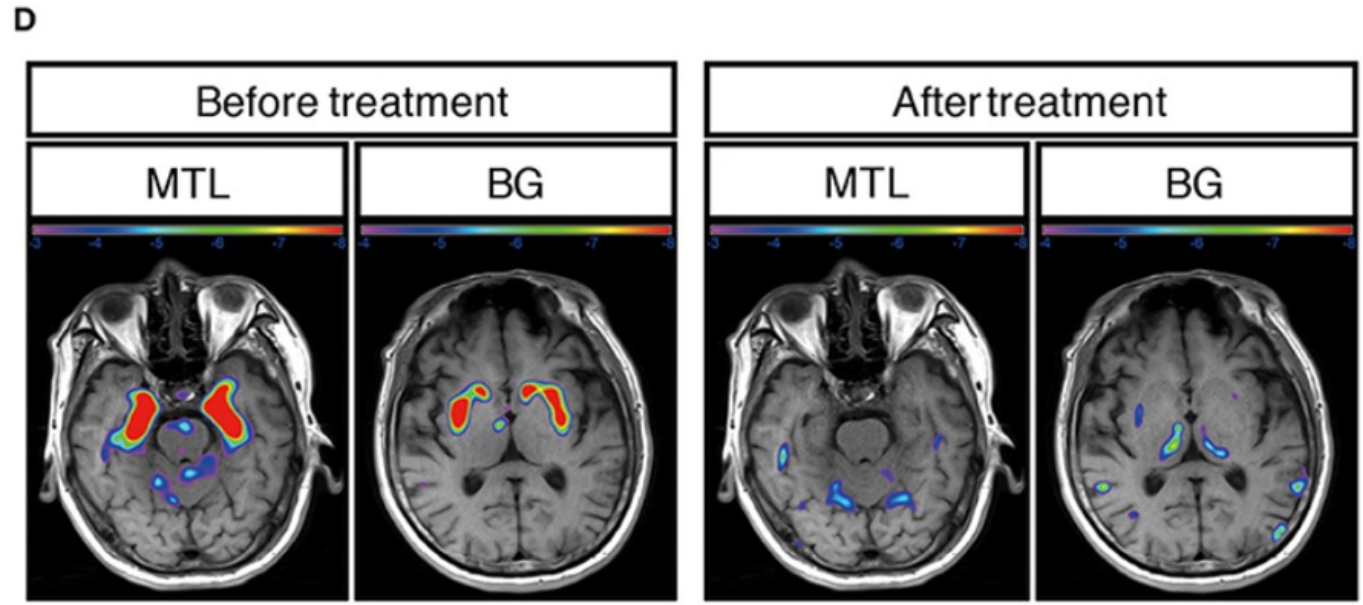 D
Before treatment
After treatment
MTL
BG
MTL
BG
-3 -4 -5 -6 -7 -8
-4 -5 -6 -7 -8
-3 -4 -5 -6 -7 -8
-4 -5 -6 -7 -8